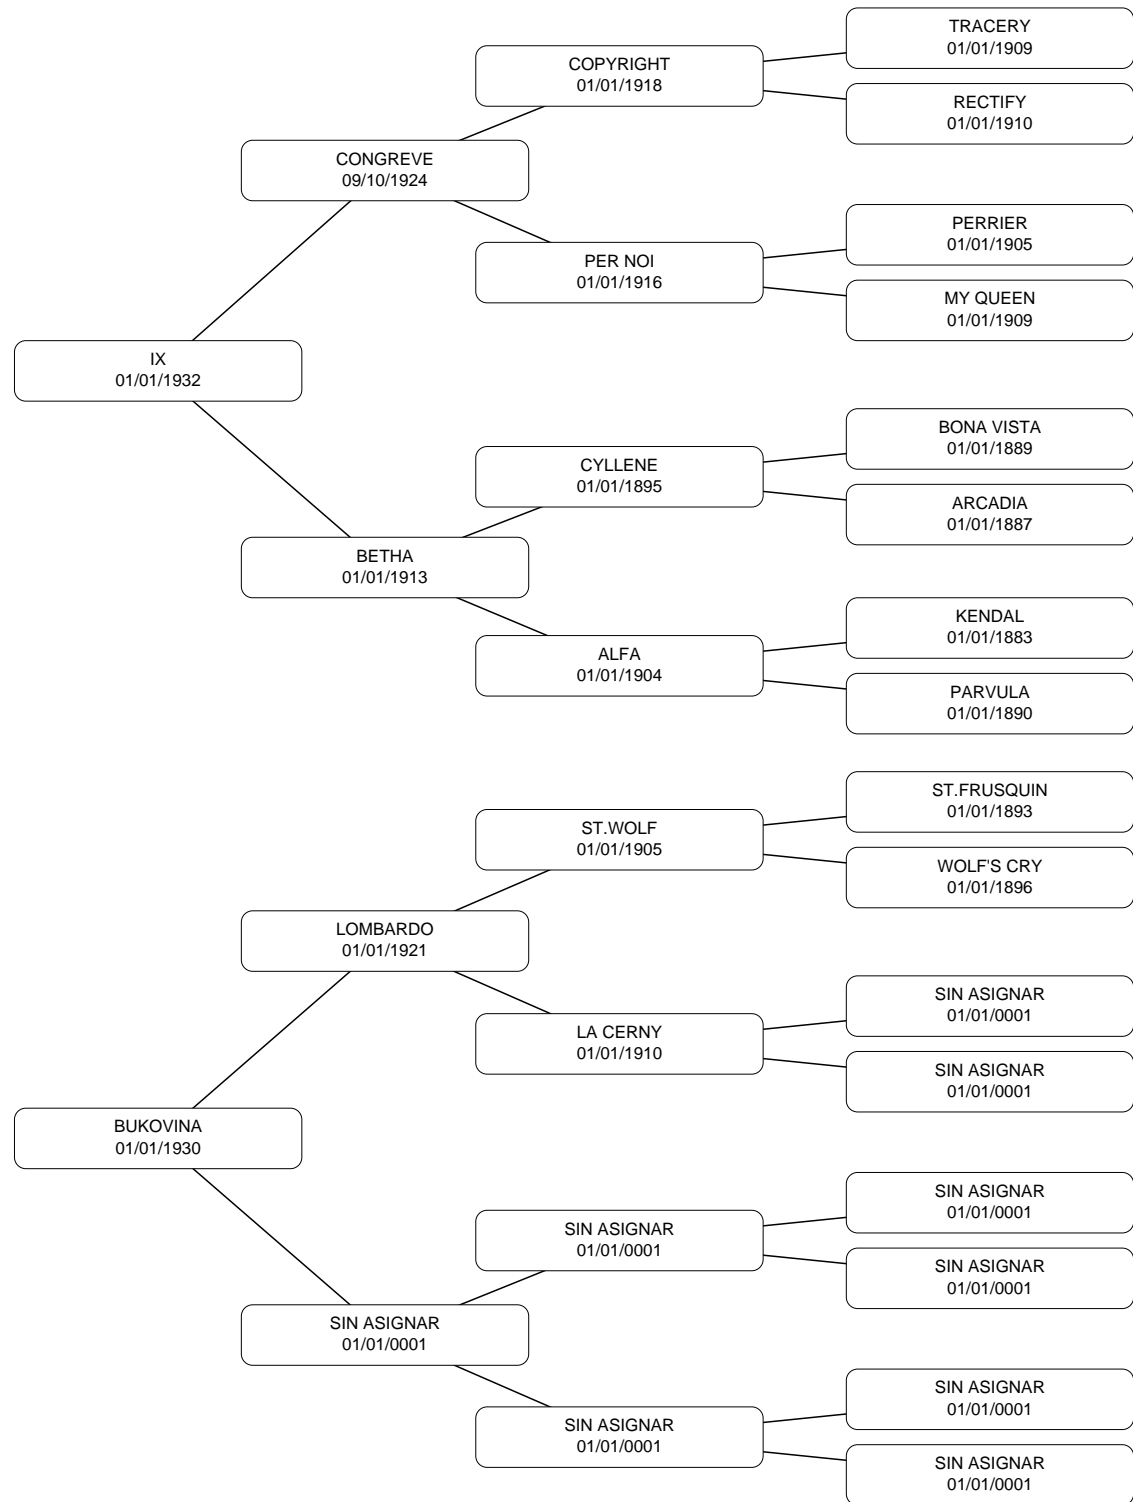 TRACERY
01/01/1909
COPYRIGHT
01/01/1918
RECTIFY
01/01/1910
CONGREVE
09/10/1924
PERRIER
01/01/1905
PER NOI
01/01/1916
MY QUEEN
01/01/1909
IX
01/01/1932
BONA VISTA
01/01/1889
CYLLENE
01/01/1895
ARCADIA
01/01/1887
BETHA
01/01/1913
KENDAL
01/01/1883
ALFA
01/01/1904
PARVULA
01/01/1890
ST.FRUSQUIN
01/01/1893
ST.WOLF
01/01/1905
WOLF'S CRY
01/01/1896
LOMBARDO
01/01/1921
SIN ASIGNAR
01/01/0001
LA CERNY
01/01/1910
SIN ASIGNAR
01/01/0001
BUKOVINA
01/01/1930
SIN ASIGNAR
01/01/0001
SIN ASIGNAR
01/01/0001
SIN ASIGNAR
01/01/0001
SIN ASIGNAR
01/01/0001
SIN ASIGNAR
01/01/0001
SIN ASIGNAR
01/01/0001
SIN ASIGNAR
01/01/0001